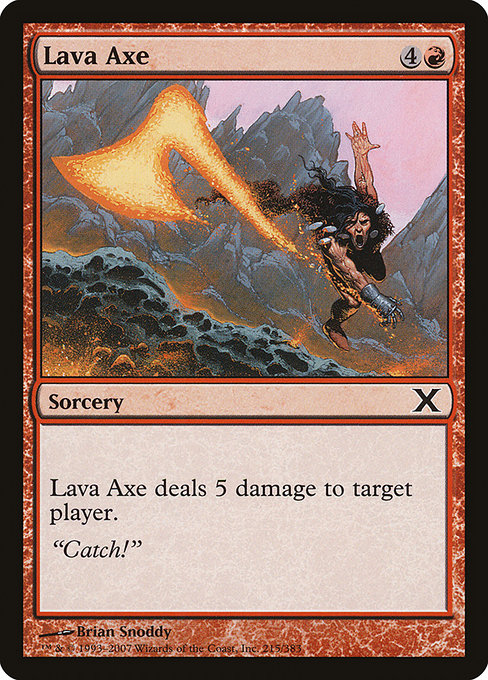 Lava Axe 4
Sorcery X
Lava Axe deals 5 damage to target
player.
“Catch!”
Brian Snoddy
™ & © 1993–2007 Wizards of the Coast, Inc. 215/383